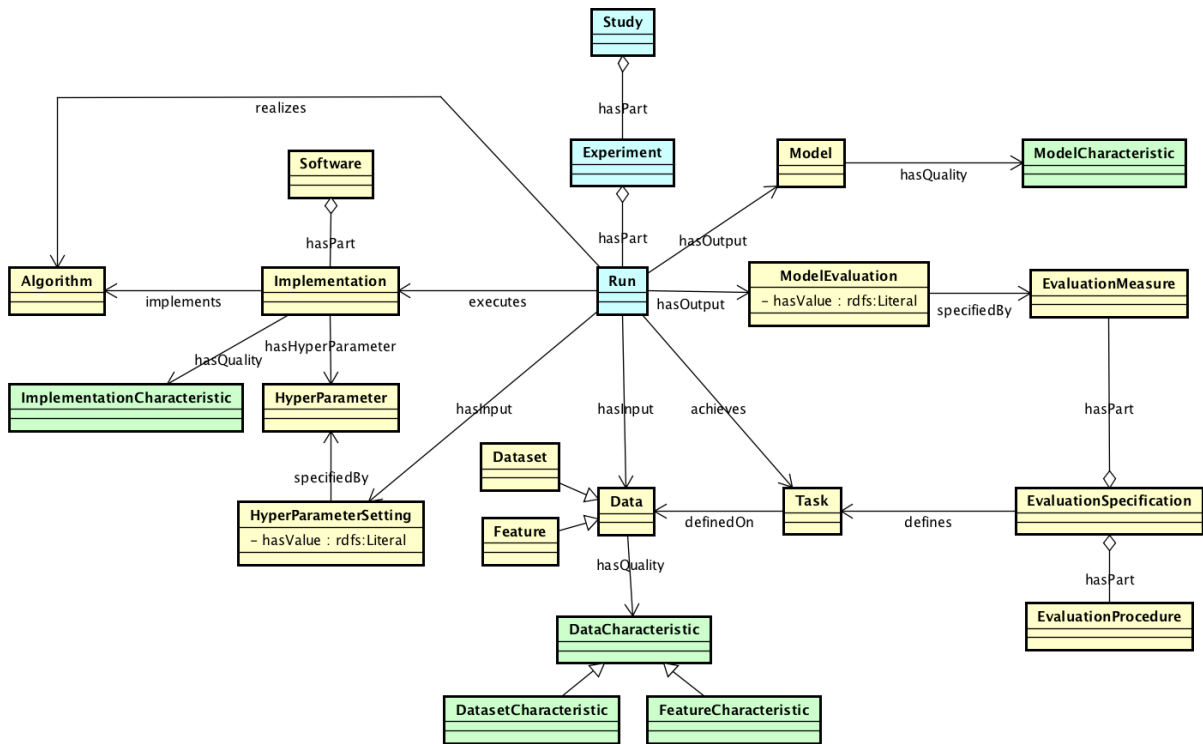 Study
hasPart
realizes
Software
Experiment
Model
ModelCharacteristic
hasQuality
hasPart
hasPart
hasOutput
Algorithm
Implementation
Run
ModelEvaluation
- hasValue : rdfs:Literal
EvaluationMeasure
implements
executes
hasOutput
specifiedBy
hasQuality
hasHyperParameter
ImplementationCharacteristic
HyperParameter
hasInput
hasInput
achieves
hasPart
Dataset
specifiedBy
HyperParameterSetting
- hasValue : rdfs:Literal
Feature
Data
definedOn
Task
defines
EvaluationSpecification
hasQuality
hasPart
DataCharacteristic
EvaluationProcedure
DatasetCharacteristic
FeatureCharacteristic